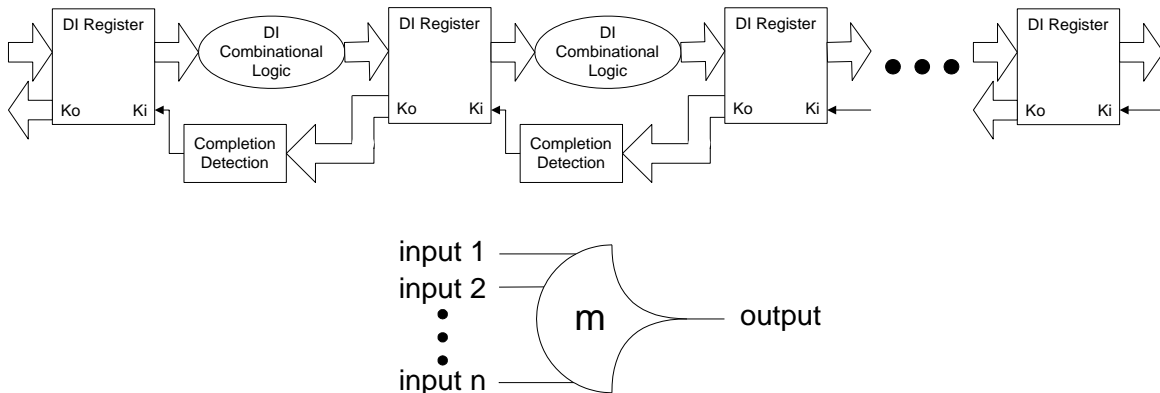 DI Register
Ko Ki
DI
Combinational
Logic
Completion
Detection
DI Register
Ko Ki
DI
Combinational
Logic
Completion
Detection
DI Register
Ko Ki
DI Register
Ko Ki
input 1
input 2
input n
m
output